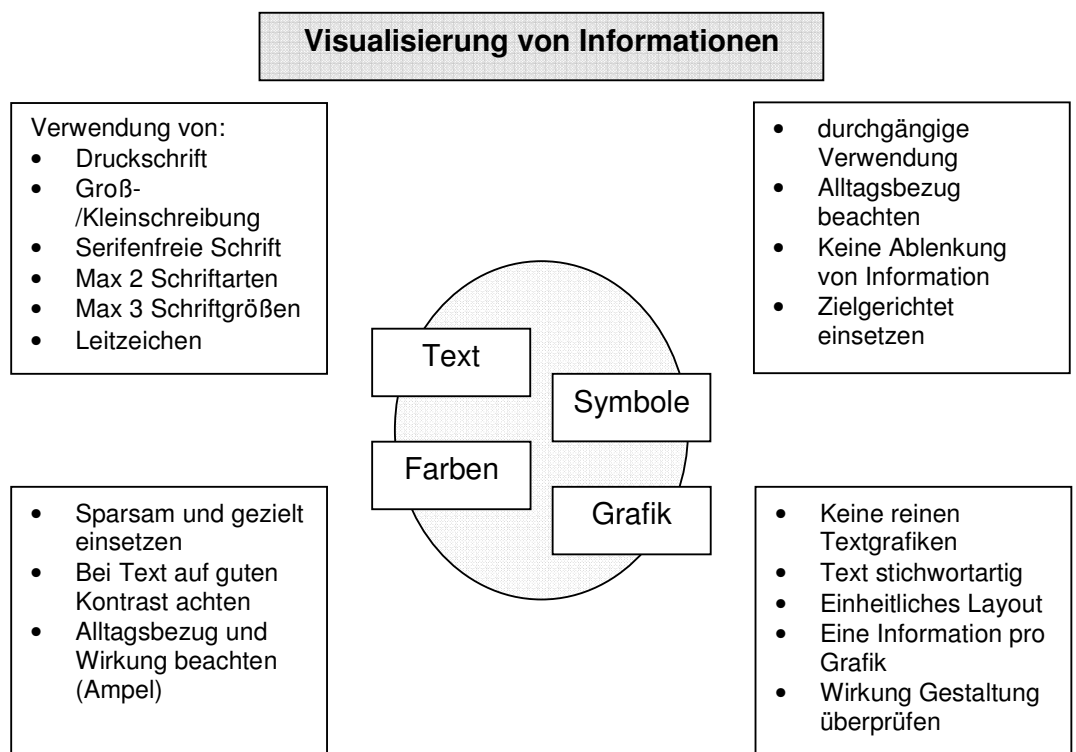 Visualisierung von Informationen
Verwendung von:
• Druckschrift
• Groß-
/Kleinschreibung
• Serifenfreie Schrift
• Max 2 Schriftarten
• Max 3 Schriftgrößen
• Leitzeichen
• durchgängige
Verwendung
• Alltagsbezug
beachten
• Keine Ablenkung
von Information
• Zielgerichtet
einsetzen
Text
Symbole
Farben
Grafik
• Sparsam und gezielt
einsetzen
• Bei Text auf guten
Kontrast achten
• Alltagsbezug und
Wirkung beachten
(Ampel)
• Keine reinen
Textgrafiken
• Text stichwortartig
• Einheitliches Layout
• Eine Information pro
Grafik
• Wirkung Gestaltung
überprüfen